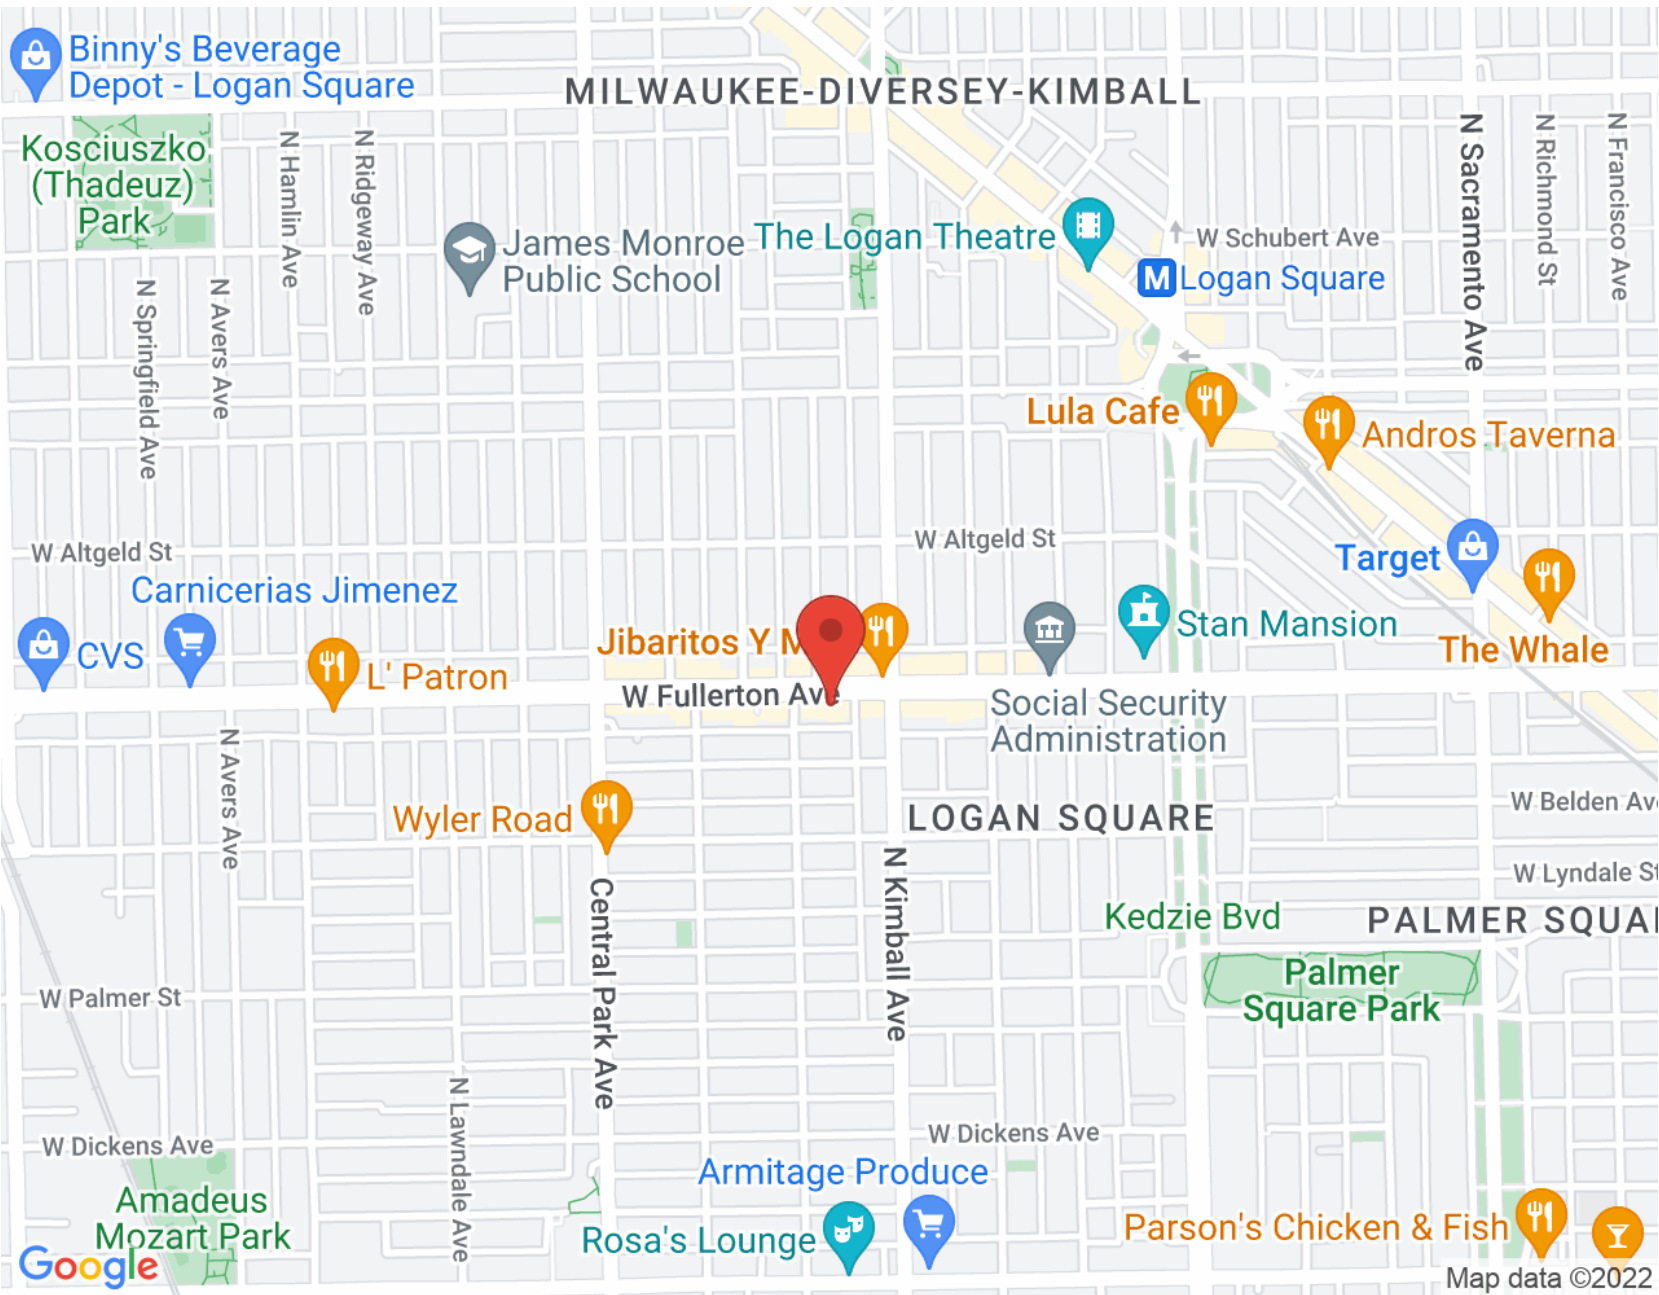 Binny's Beverage
Depot - Logan Square
MILWAUKEE-DIVERSEY-KIMBALL
Kosciuszko
(Thadeuz)
Park
N Hamlin Ave
N Ridgeway Ave
N Sacramento Ave
N Richmond St
N Francisco Ave
James Monroe
Public School
The Logan Theatre
W Schubert Ave
M Logan Square
N Springfield Ave
N Avers Ave
Lula Cafe
Andros Taverna
W Altgeld St
W Altgeld St
Target
Carnicerias Jimenez
CVS
L' Patron
Jibaritos Y M
Stan Mansion
The Whale
W Fullerton Ave
Social Security
Administration
N Avers Ave
Wyler Road
LOGAN SQUARE
W Belden Av
W Lyndale St
Central Park Ave
N Kimball Ave
Kedzie Bvd
PALMER SQUA
Palmer
Square Park
W Palmer St
N Lawndale Ave
W Dickens Ave
W Dickens Ave
Armitage Produce
Amadeus
Mozart Park
Rosa's Lounge
Parson's Chicken & Fish
Google
Map data ©2022